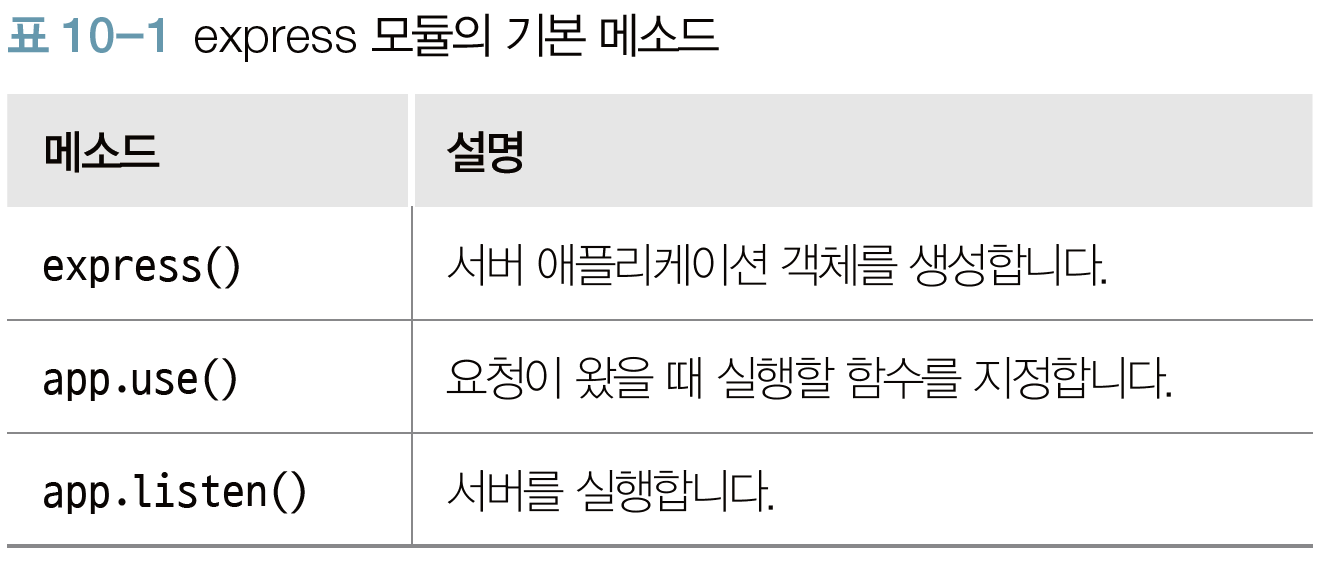 표 10-1 express 모듈의 기본 메소드
메소드 설명
express() 서버 애플리케이션 객체를 생성합니다.
app.use() 요청이 왔을 때 실행할 함수를 지정합니다.
app.listen() 서버를 실행합니다.